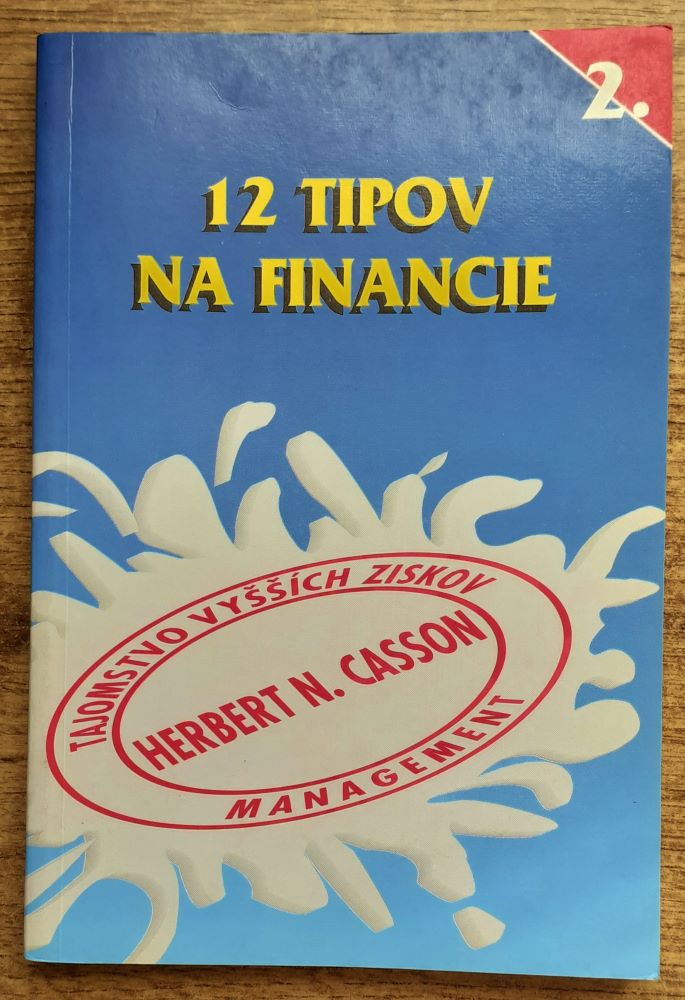 2.
12 TIPOV
NA FINANCIE
TAJOMSTVO VYŠŠÍCH ZISKOV
HERBERT N. CASSON
MANAGEMENT